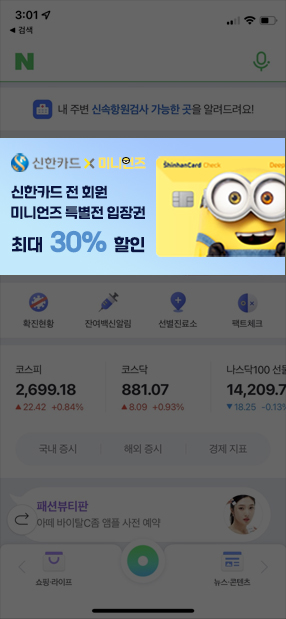 3:01
◀ 검색
N
내 주변 신속항원검사 가능한 곳을 알려드려요!
신한카드 × 미니언즈
ShinhanCard Check Deep
신한카드 전 회원
미니언즈 특별전 입장권
최대 30% 할인
확진현황 잔여백신알림 선별진료소 팩트체크
코스피 코스닥 나스닥100 선물
2,699.18 881.07 14,209.7
▲ 22.42 +0.84% ▲ 8.09 +0.93% ▼ 18.25 -0.13%
국내 증시 해외 증시 경제 지표
패션뷰티판
아떼 바이탈C좀 앰플 사전 예약
쇼핑·라이프 뉴스·콘텐츠